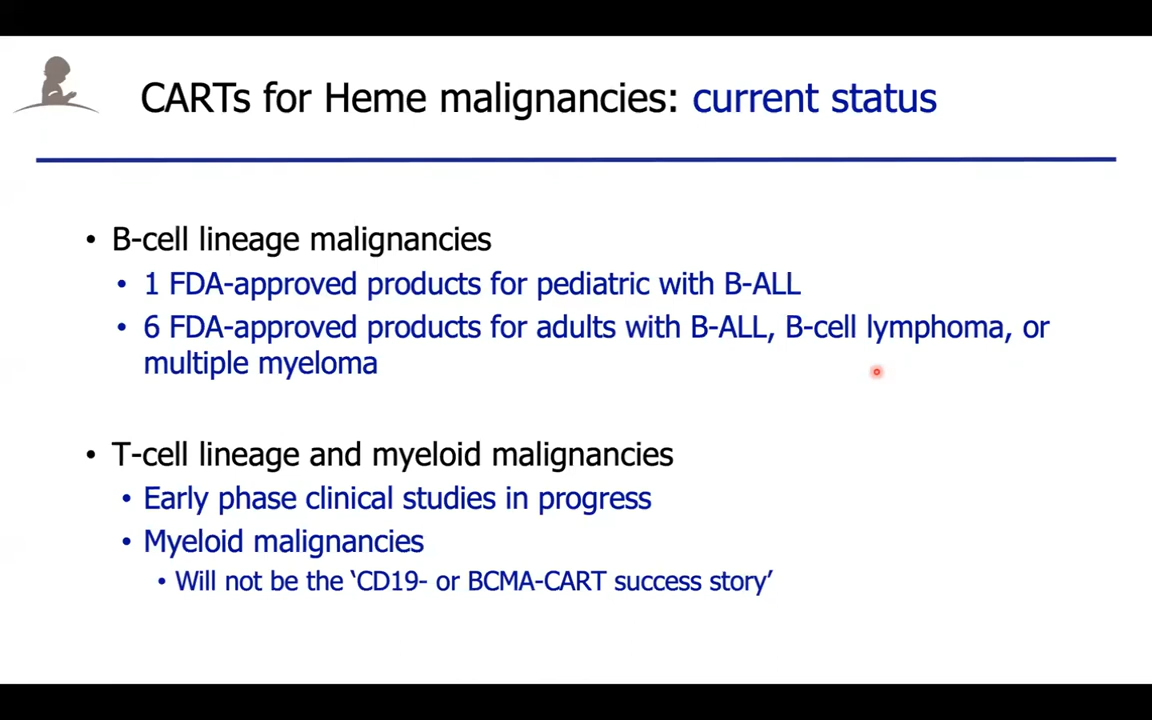 CARTs for Heme malignancies: current status
• B-cell lineage malignancies
• 1 FDA-approved products for pediatric with B-ALL
• 6 FDA-approved products for adults with B-ALL, B-cell lymphoma, or
multiple myeloma
• T-cell lineage and myeloid malignancies
• Early phase clinical studies in progress
• Myeloid malignancies
• Will not be the ‘CD19- or BCMA-CART success story’